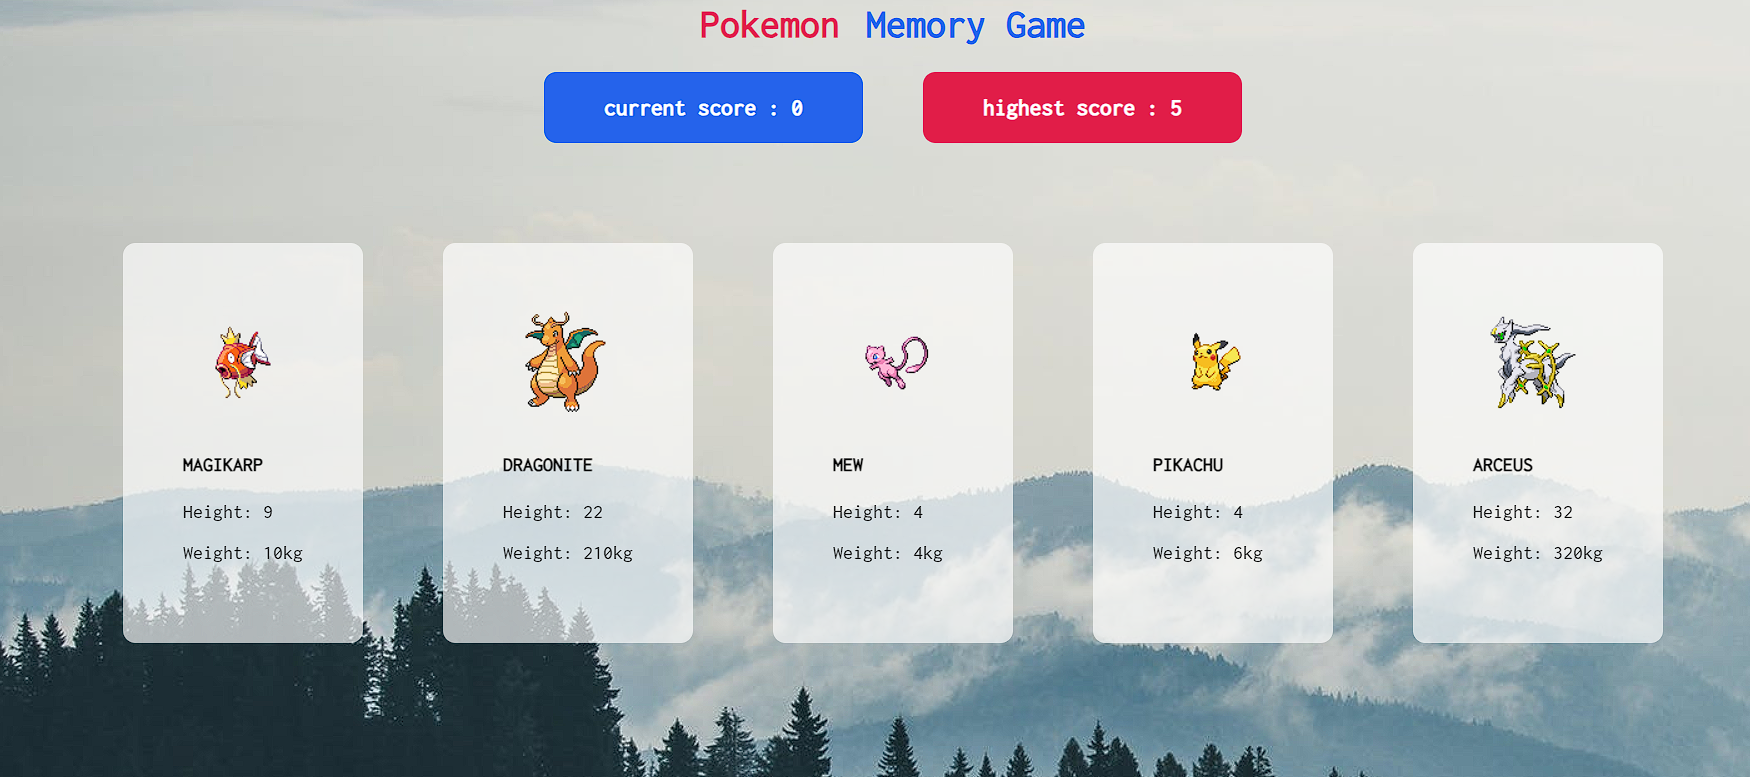 Pokemon Memory Game
current score : 0
highest score : 5
MAGIKARP
Height: 9
Weight: 10kg
DRAGONITE
Height: 22
Weight: 210kg
MEW
Height: 4
Weight: 4kg
PIKACHU
Height: 4
Weight: 6kg
ARCEUS
Height: 32
Weight: 320kg